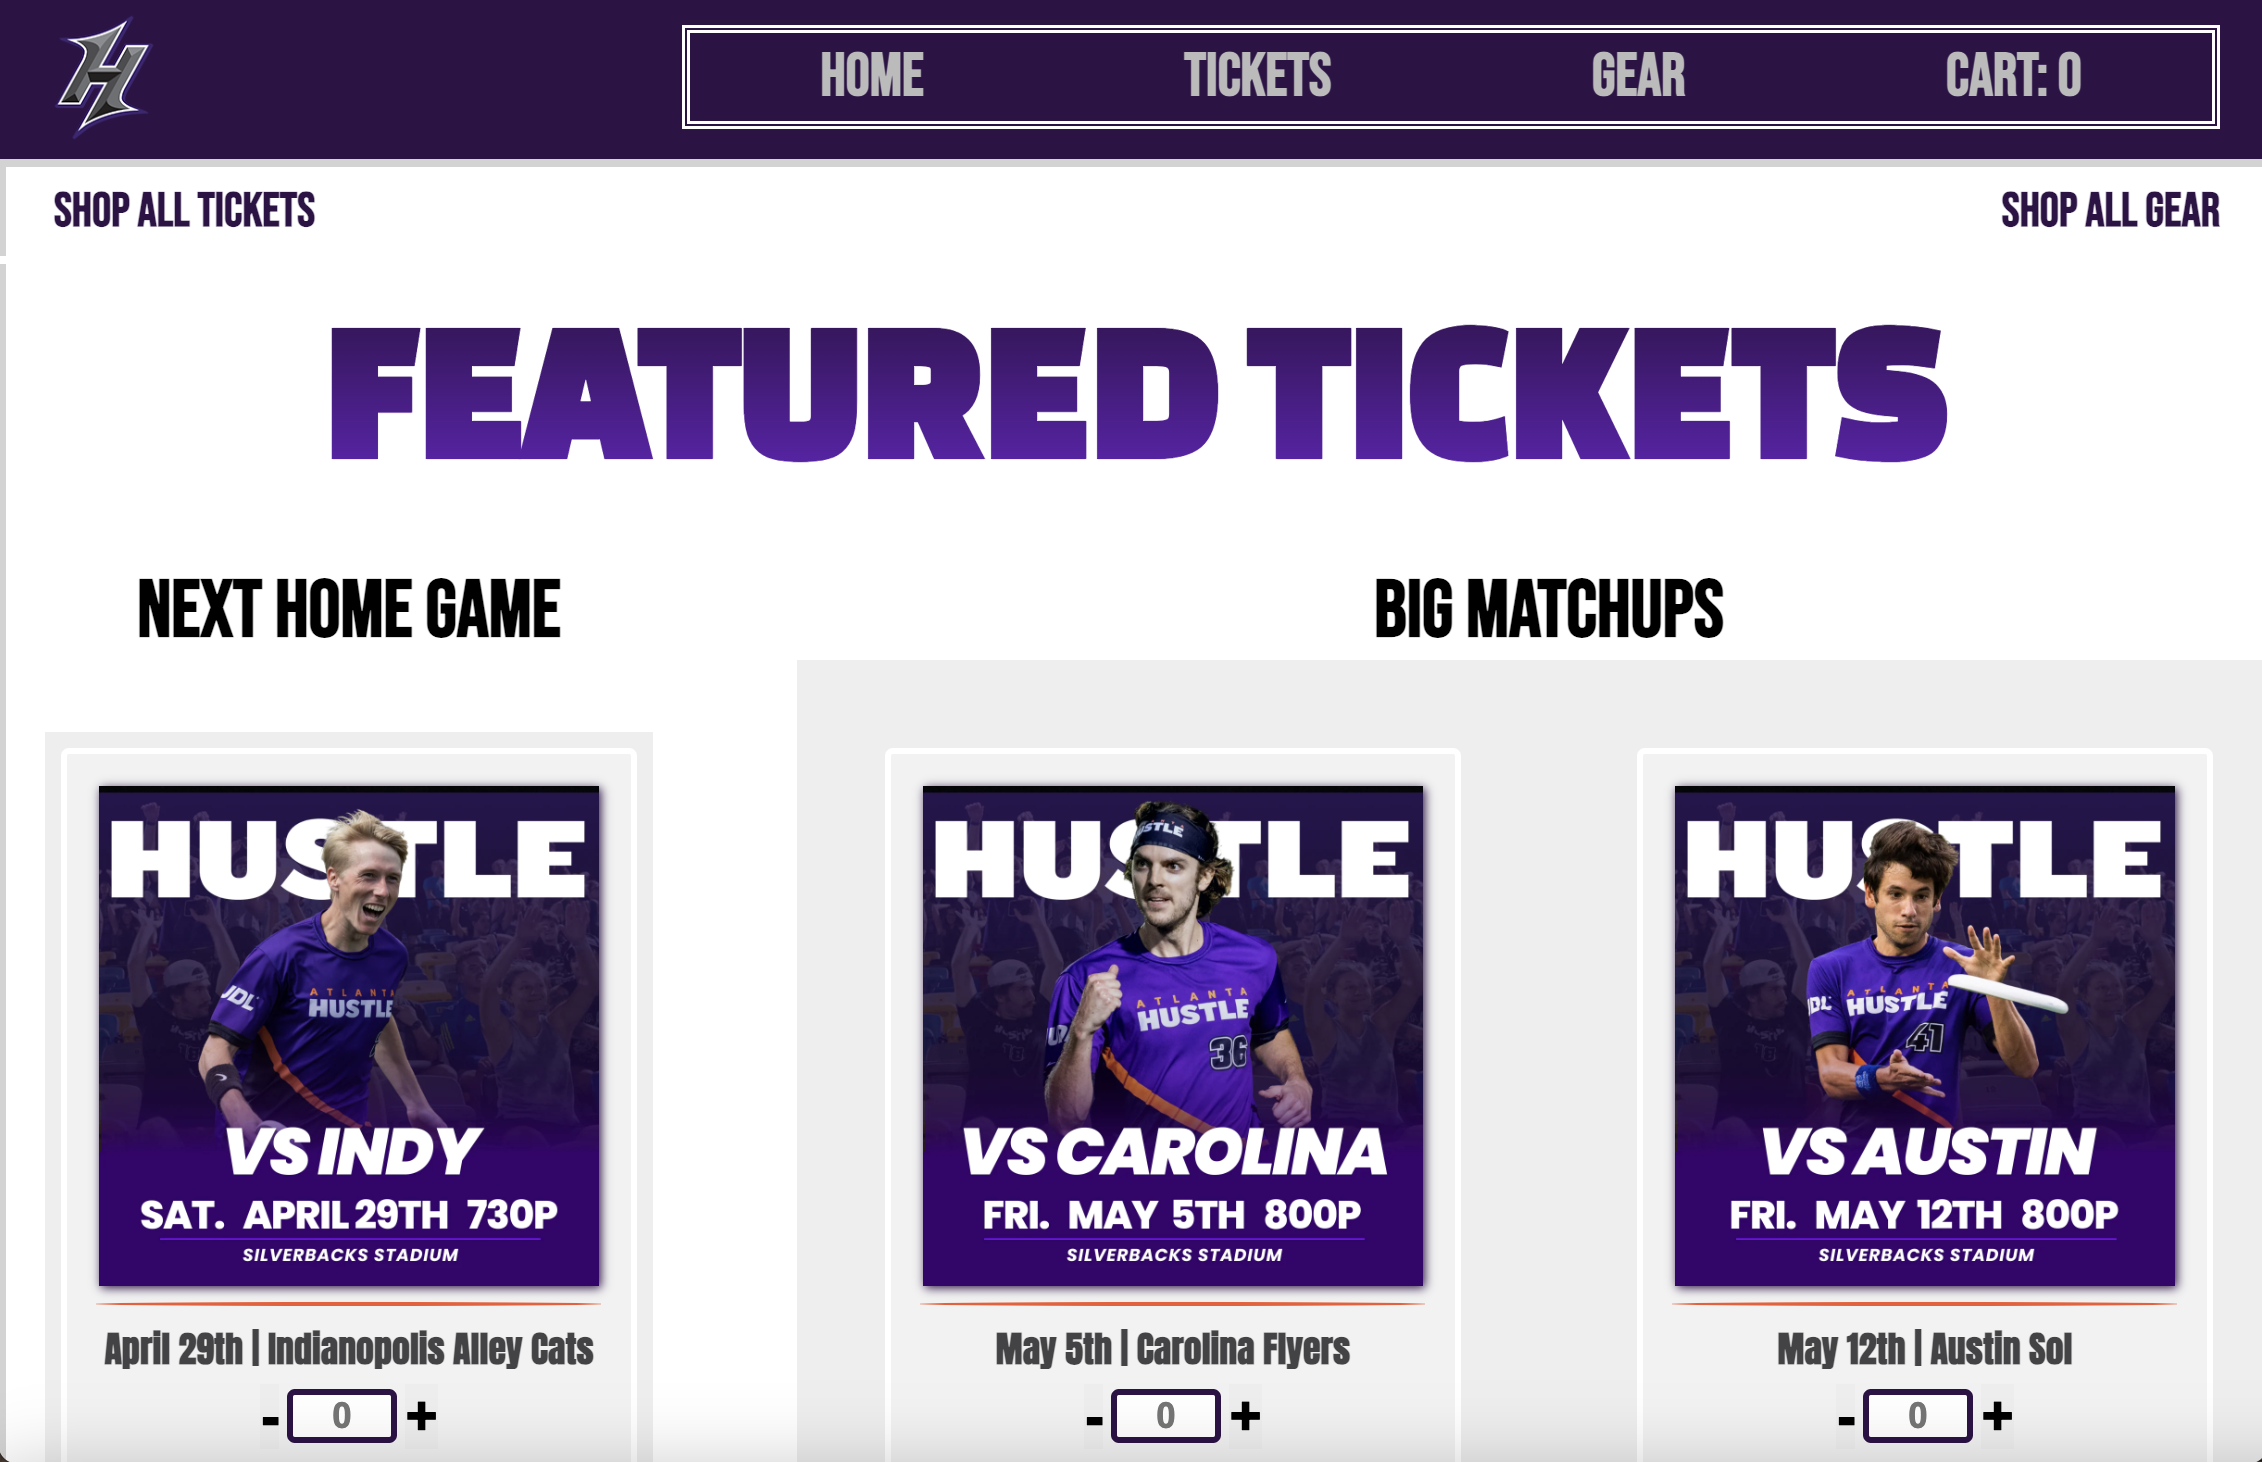 HOME TICKETS GEAR CART: 0
SHOP ALL TICKETS SHOP ALL GEAR
FEATURED TICKETS
NEXT HOME GAME
BIG MATCHUPS
HUSTLE
ATLANTA
HUSTLE
VS INDY
SAT. APRIL 29TH 730P
SILVERBACKS STADIUM
April 29th | Indianopolis Alley Cats
- 0 +
HUSTLE
HUSTLE
ATLANTA
HUSTLE
36
VS CAROLINA
FRI. MAY 5TH 800P
SILVERBACKS STADIUM
May 5th | Carolina Flyers
- 0 +
HUSTLE
ATLANTA
HUSTLE
41
VS AUSTIN
FRI. MAY 12TH 800P
SILVERBACKS STADIUM
May 12th | Austin Sol
- 0 +